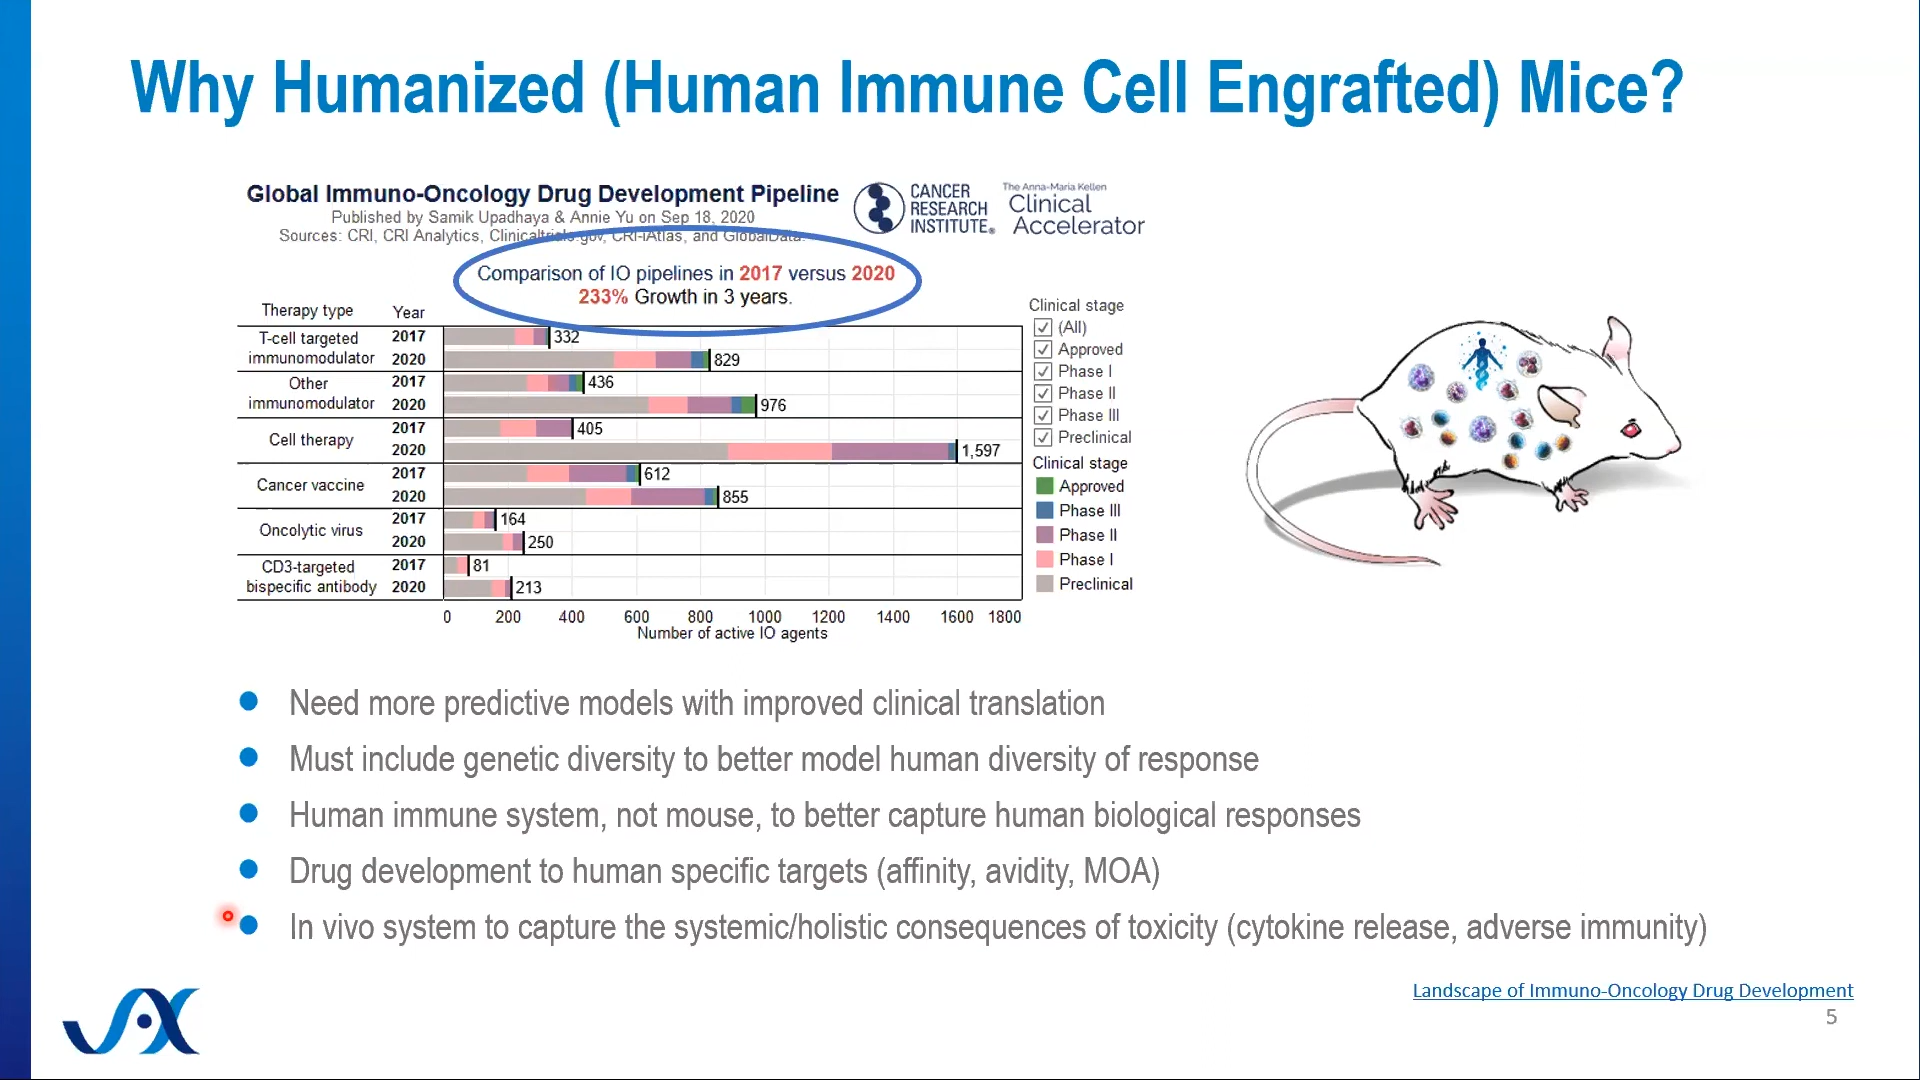 Why Humanized (Human Immune Cell Engrafted) Mice?
Global Immuno-Oncology Drug Development Pipeline
Published by Samik Upadhaya & Annie Yu on Sep 18, 2020
Sources: CRI, CRI Analytics, Clinicaltrials.gov, CRI-iAtlas, and GlobalData.
CANCER
RESEARCH
INSTITUTE®
The Anna-Maria Kellen
Clinical
Accelerator
Comparison of IO pipelines in 2017 versus 2020
233% Growth in 3 years.
Therapy type Year
T-cell targeted
immunomodulator
2017 332
2020 829
Other
immunomodulator
2017 436
2020 976
Cell therapy
2017 405
2020 1,597
Cancer vaccine
2017 612
2020 855
Oncolytic virus
2017 164
2020 250
CD3-targeted
bispecific antibody
2017 81
2020 213
0 200 400 600 800 1000 1200 1400 1600 1800
Number of active IO agents
Clinical stage
(All)
Approved
Phase I
Phase II
Phase III
Preclinical
Clinical stage
Approved
Phase III
Phase II
Phase I
Preclinical
Need more predictive models with improved clinical translation
Must include genetic diversity to better model human diversity of response
Human immune system, not mouse, to better capture human biological responses
Drug development to human specific targets (affinity, avidity, MOA)
In vivo system to capture the systemic/holistic consequences of toxicity (cytokine release, adverse immunity)
Landscape of Immuno-Oncology Drug Development
5
JAX